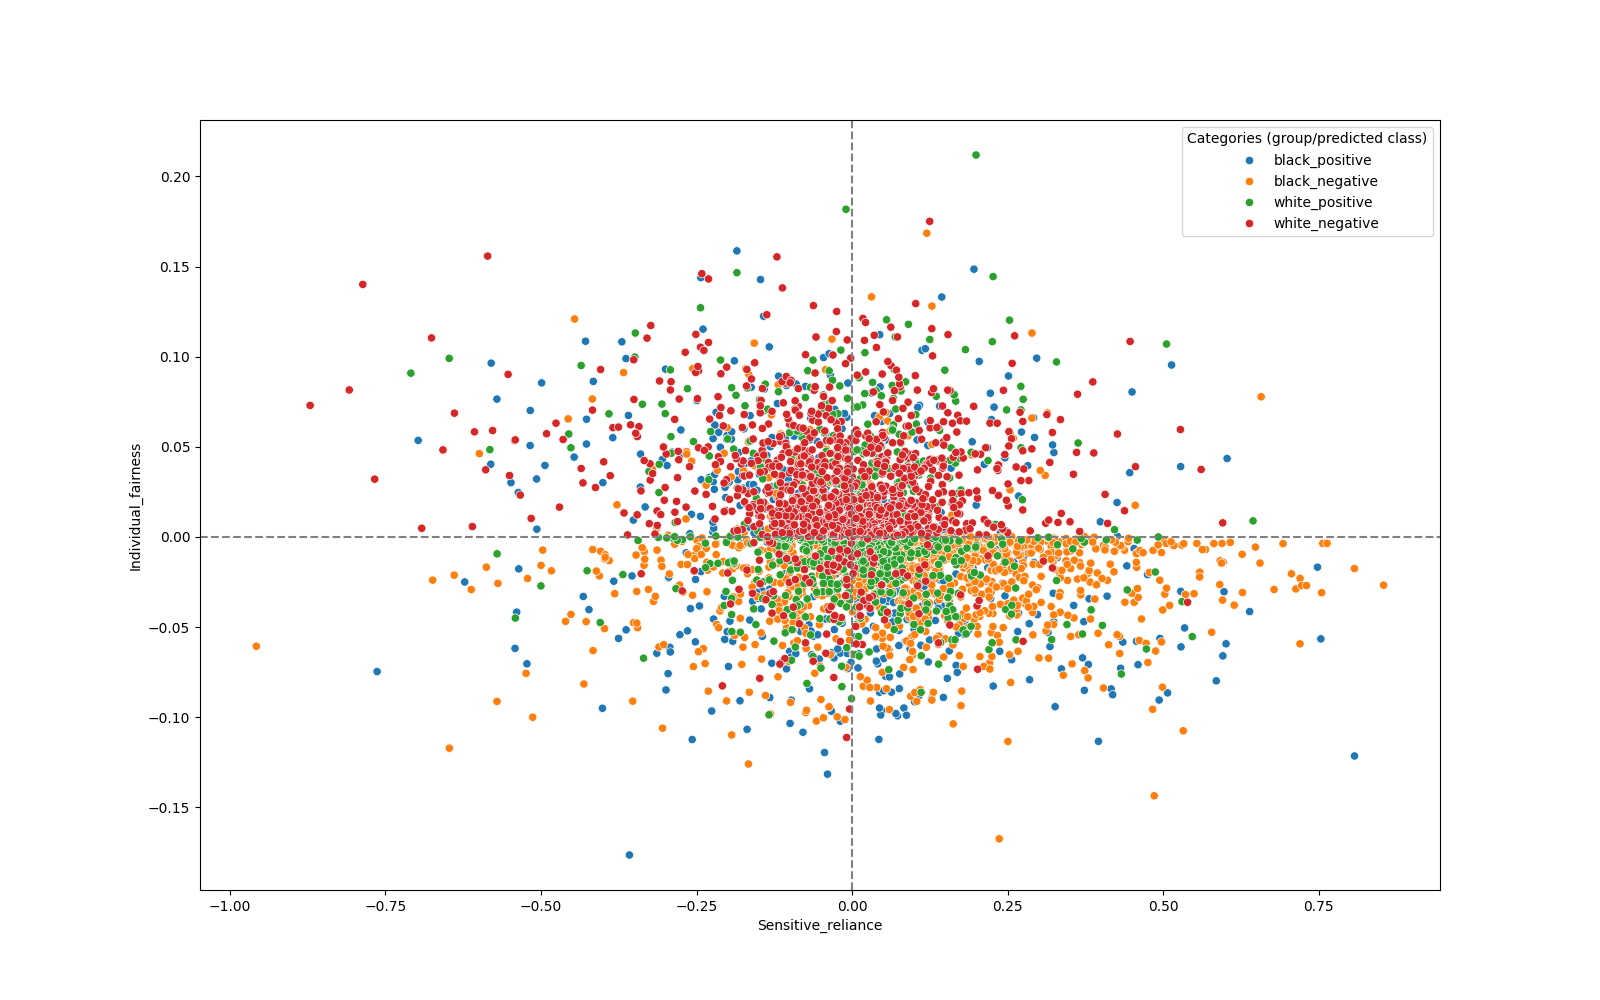 Categories (group/predicted class)
black_positive
black_negative
white_positive
white_negative
0.20
0.15
0.10
0.05
0.00
−0.05
−0.10
−0.15
Individual_fairness
−1.00 −0.75 −0.50 −0.25 0.00 0.25 0.50 0.75
Sensitive_reliance